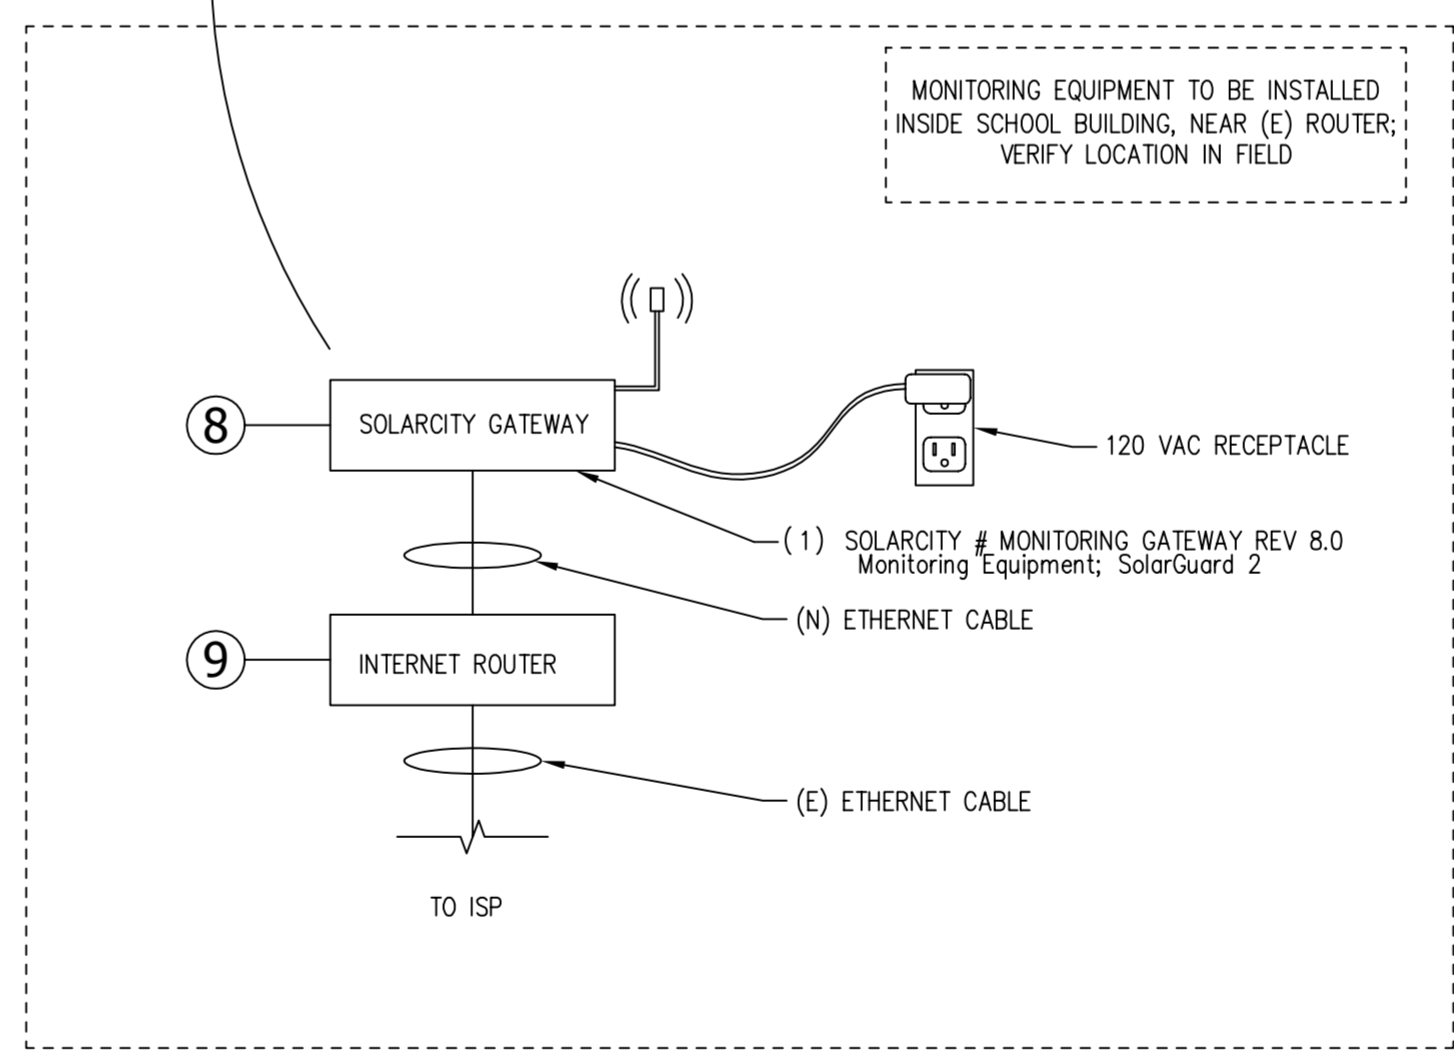 MONITORING EQUIPMENT TO BE INSTALLED
INSIDE SCHOOL BUILDING, NEAR (E) ROUTER;
VERIFY LOCATION IN FIELD
8
SOLARCITY GATEWAY
120 VAC RECEPTACLE
(1) SOLARCITY # MONITORING GATEWAY REV 8.0
Monitoring Equipment; SolarGuard 2
(N) ETHERNET CABLE
9
INTERNET ROUTER
(E) ETHERNET CABLE
TO ISP